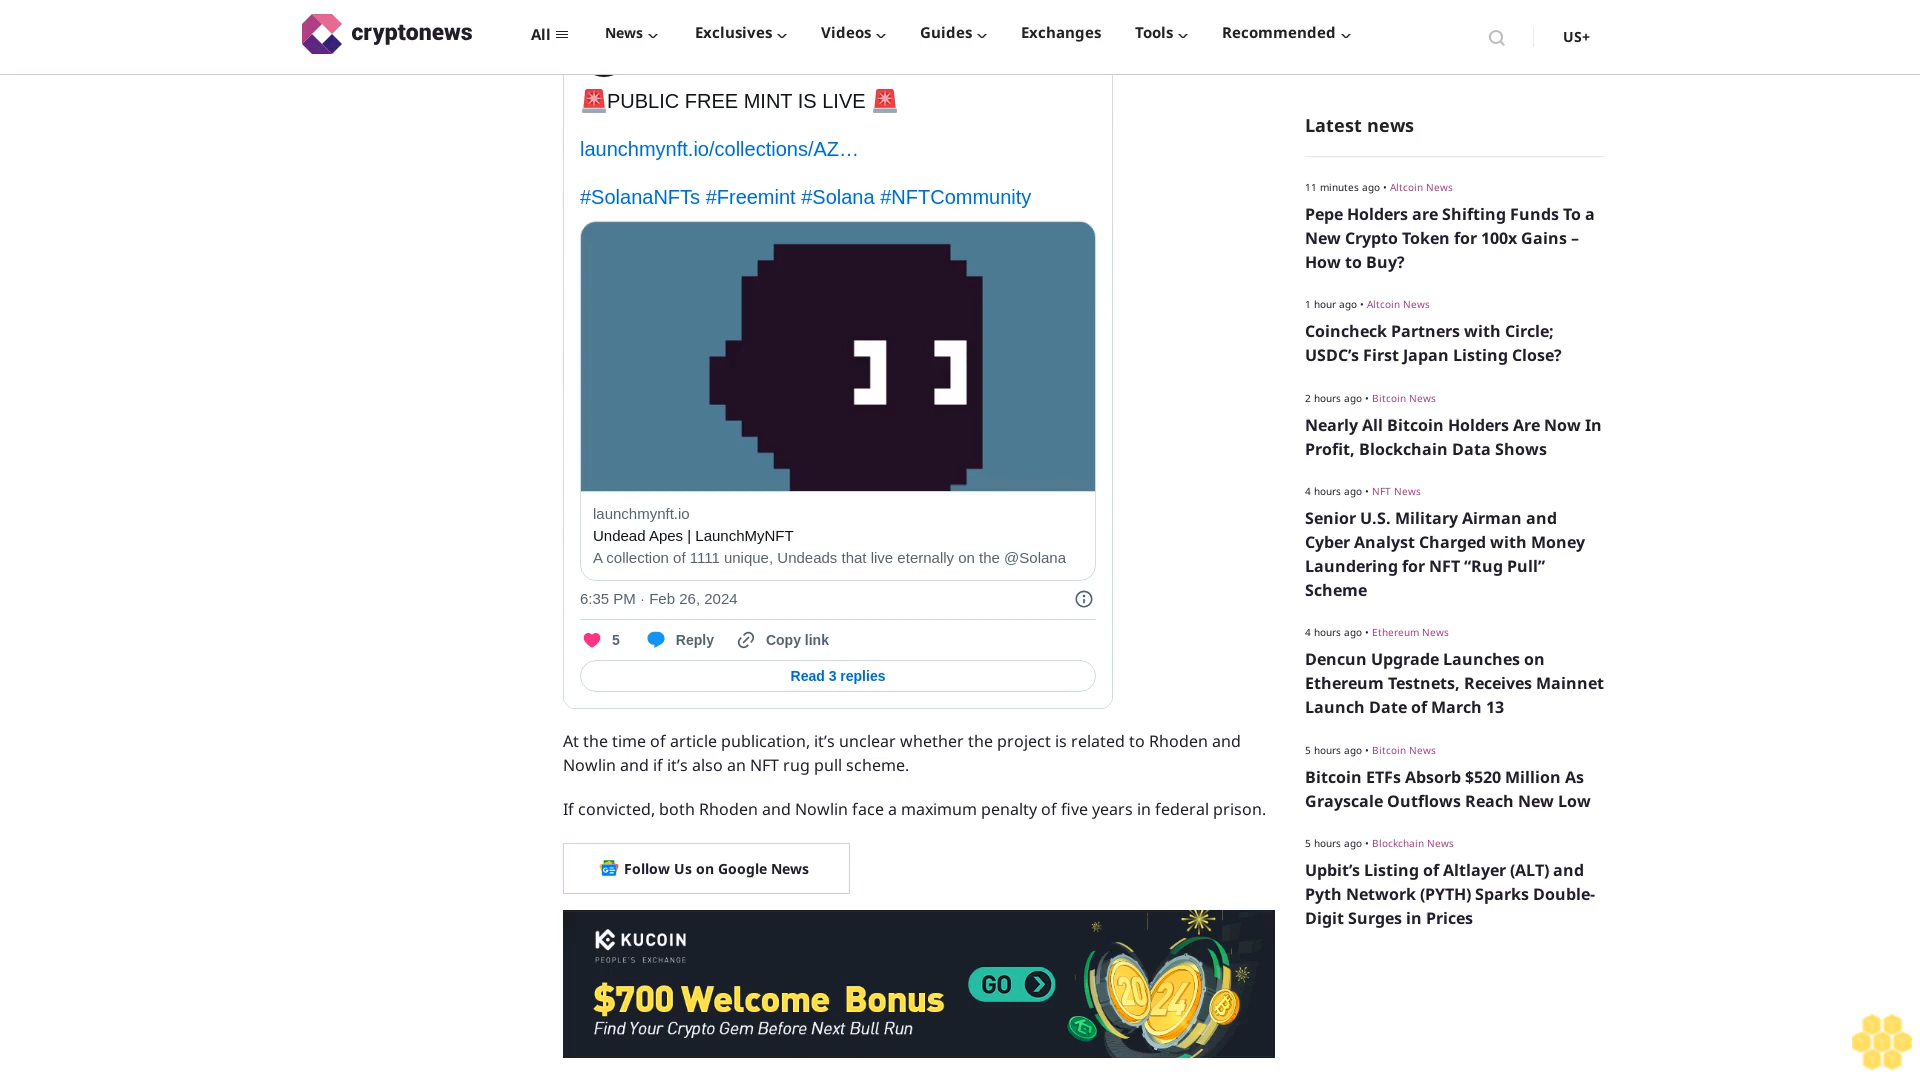 cryptonews
All
News
Exclusives
Videos
Guides
Exchanges
Tools
Recommended
US+
🚨PUBLIC FREE MINT IS LIVE 🚨
launchmynft.io/collections/AZ…
#SolanaNFTs #Freemint #Solana #NFTCommunity
launchmynft.io
Undead Apes | LaunchMyNFT
A collection of 1111 unique, Undeads that live eternally on the @Solana
6:35 PM · Feb 26, 2024
5
Reply
Copy link
Read 3 replies
At the time of article publication, it’s unclear whether the project is related to Rhoden and
Nowlin and if it’s also an NFT rug pull scheme.
If convicted, both Rhoden and Nowlin face a maximum penalty of five years in federal prison.
Follow Us on Google News
KUCOIN
PEOPLE'S EXCHANGE
$700 Welcome Bonus
Find Your Crypto Gem Before Next Bull Run
GO
2024
Latest news
11 minutes ago • Altcoin News
Pepe Holders are Shifting Funds To a
New Crypto Token for 100x Gains –
How to Buy?
1 hour ago • Altcoin News
Coincheck Partners with Circle;
USDC’s First Japan Listing Close?
2 hours ago • Bitcoin News
Nearly All Bitcoin Holders Are Now In
Profit, Blockchain Data Shows
4 hours ago • NFT News
Senior U.S. Military Airman and
Cyber Analyst Charged with Money
Laundering for NFT “Rug Pull”
Scheme
4 hours ago • Ethereum News
Dencun Upgrade Launches on
Ethereum Testnets, Receives Mainnet
Launch Date of March 13
5 hours ago • Bitcoin News
Bitcoin ETFs Absorb $520 Million As
Grayscale Outflows Reach New Low
5 hours ago • Blockchain News
Upbit’s Listing of Altlayer (ALT) and
Pyth Network (PYTH) Sparks Double-
Digit Surges in Prices